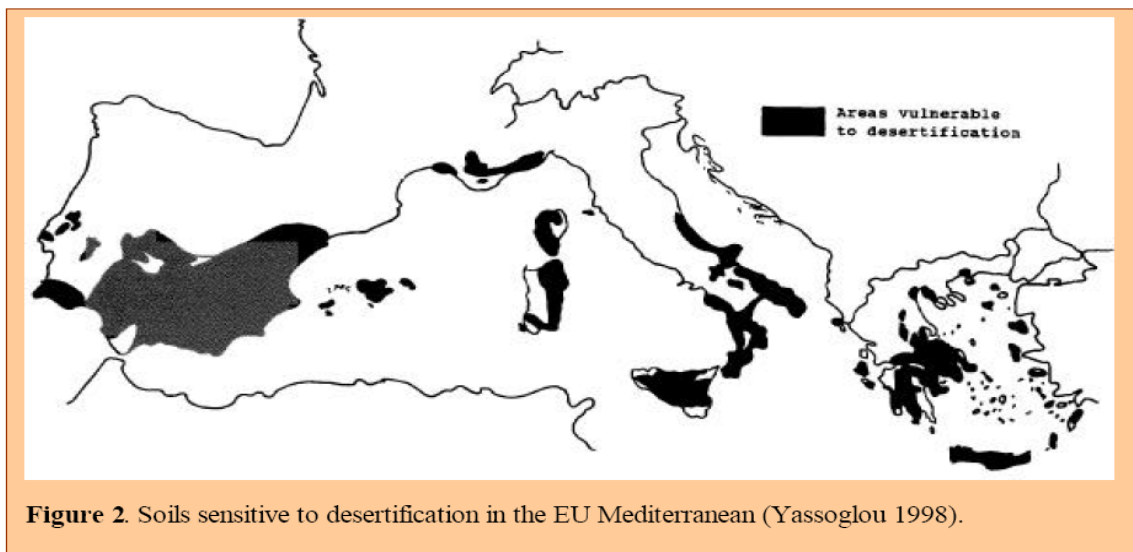 Areas vulnerable
to desertification
Figure 2. Soils sensitive to desertification in the EU Mediterranean (Yassoglou 1998).